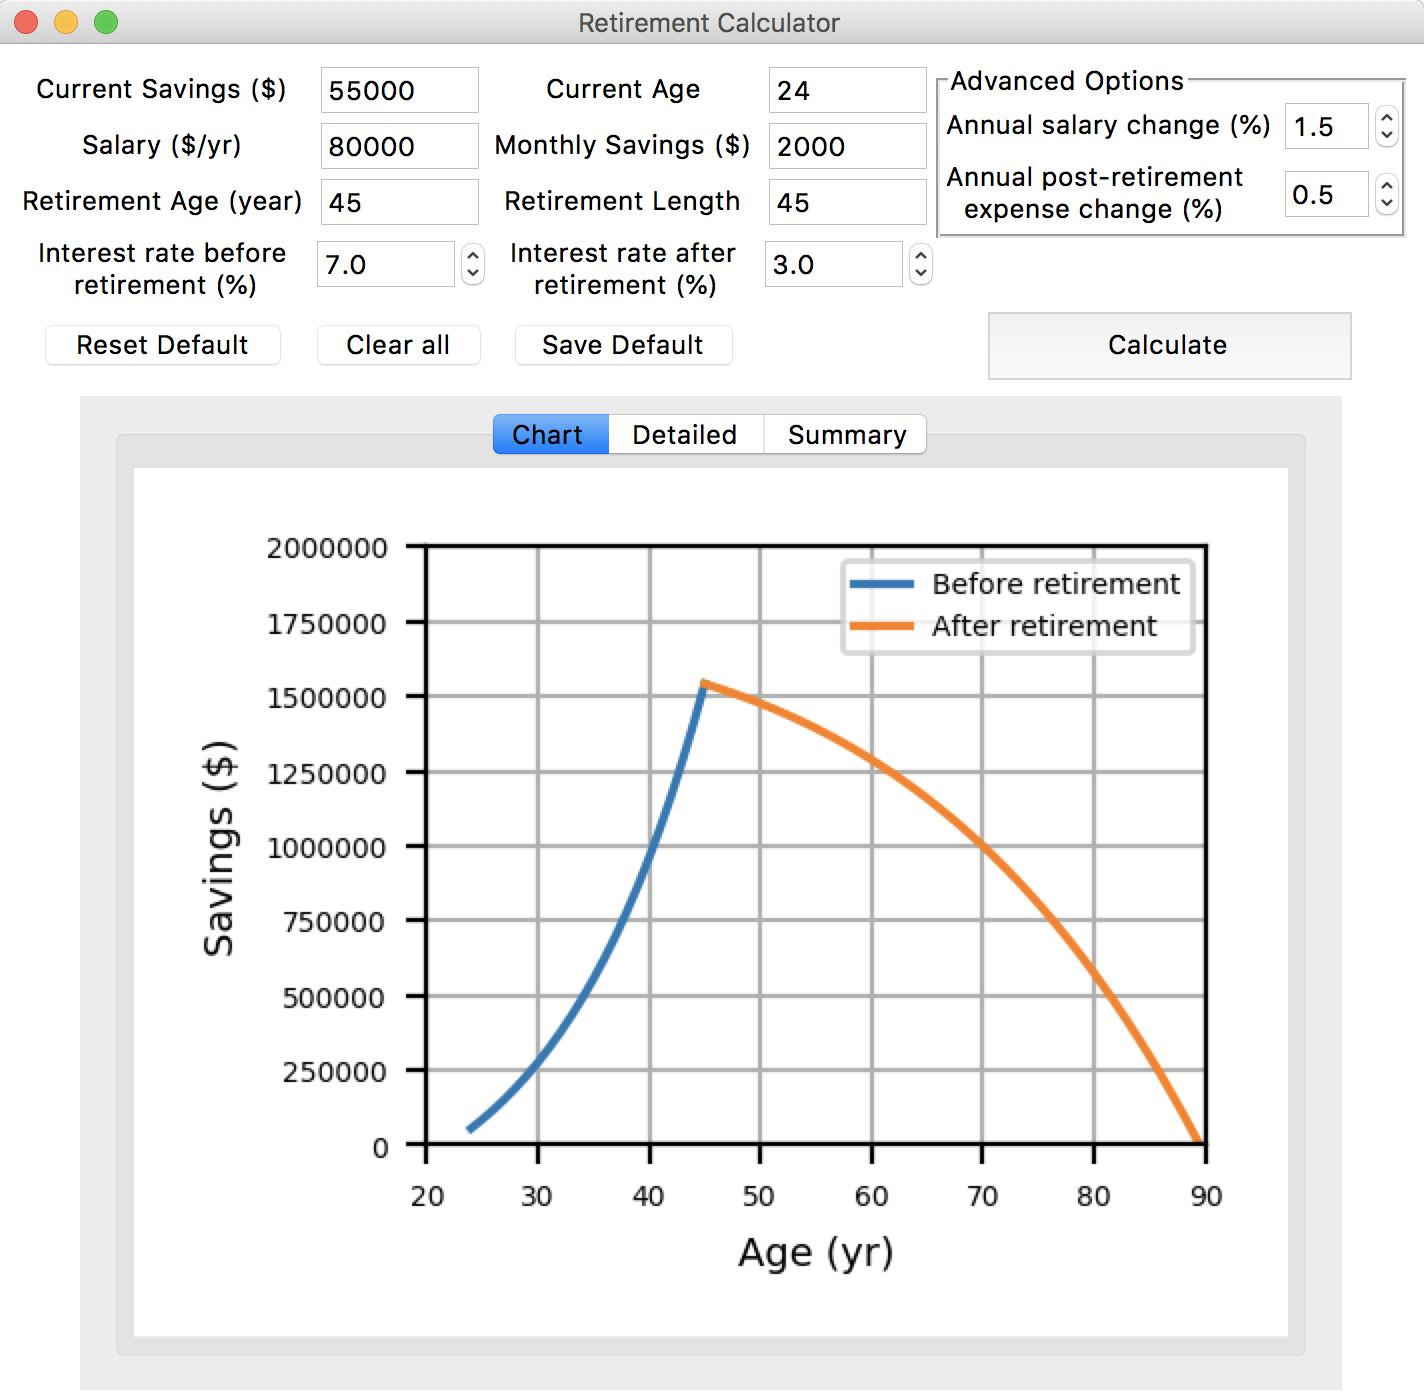 Retirement Calculator
Current Savings ($) 55000 Current Age 24
Advanced Options
Annual salary change (%) 1.5
Salary ($/yr) 80000 Monthly Savings ($) 2000
Annual post-retirement
expense change (%) 0.5
Retirement Age (year) 45 Retirement Length 45
Interest rate before
retirement (%) 7.0
Interest rate after
retirement (%) 3.0
Reset Default Clear all Save Default Calculate
Chart Detailed Summary
2000000
1750000
1500000
1250000
1000000
750000
500000
250000
0
Savings ($)
Before retirement
After retirement
20 30 40 50 60 70 80 90
Age (yr)